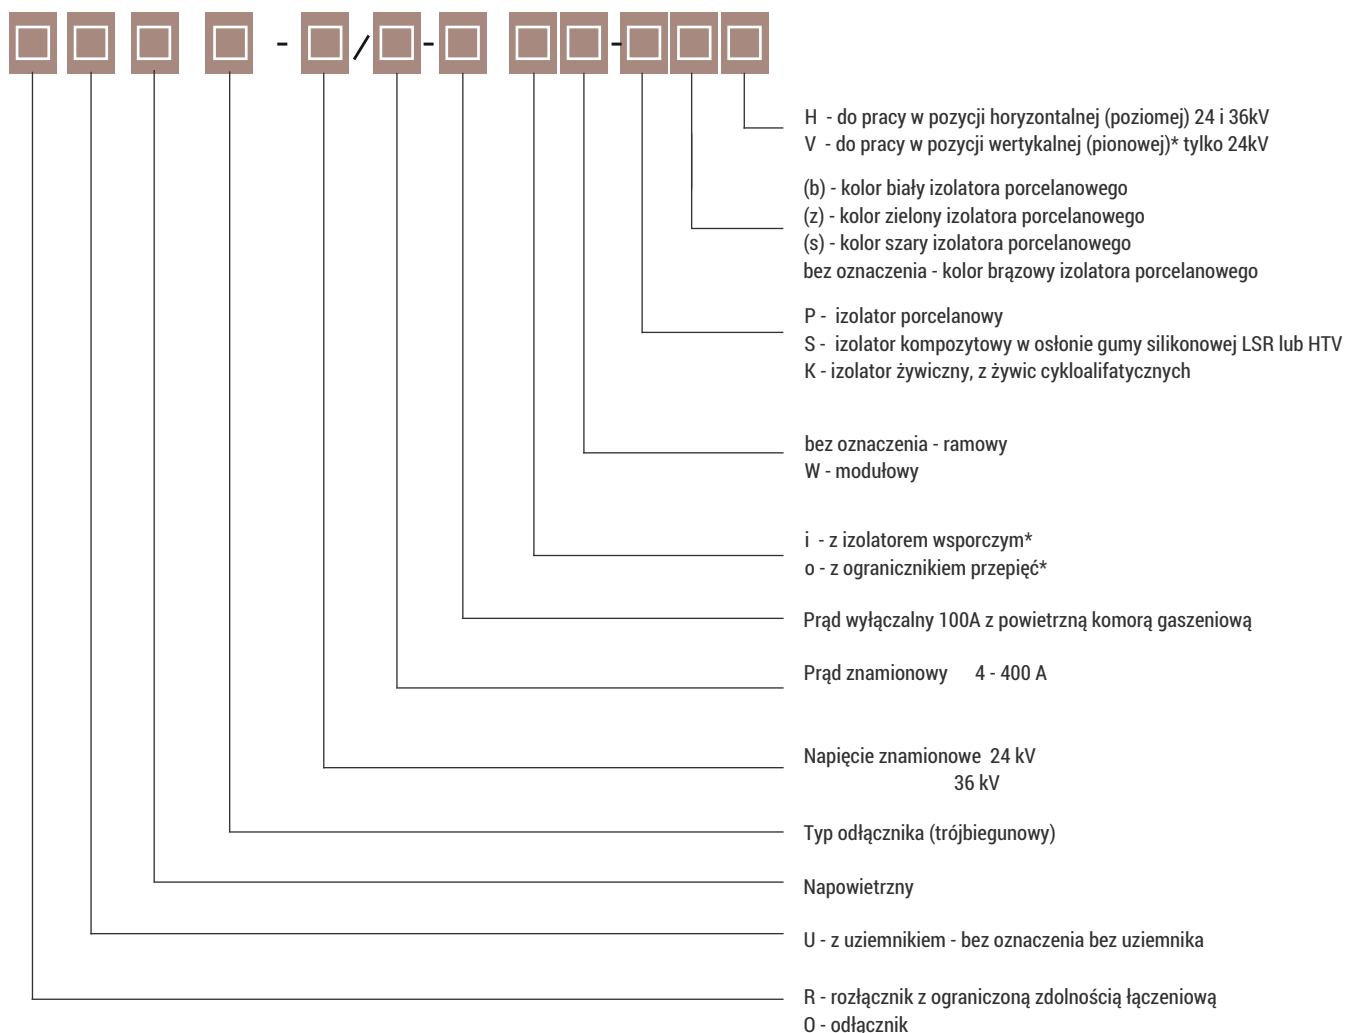 - / - -
H - do pracy w pozycji horyzontalnej (poziomej) 24 i 36kV
V - do pracy w pozycji wertykalnej (pionowej)* tylko 24kV
(b) - kolor biały izolatora porcelanowego
(z) - kolor zielony izolatora porcelanowego
(s) - kolor szary izolatora porcelanowego
bez oznaczenia - kolor brązowy izolatora porcelanowego
P - izolator porcelanowy
S - izolator kompozytowy w osłonie gumy silikonowej LSR lub HTV
K - izolator żywiczny, z żywic cykloalifatycznych
bez oznaczenia - ramowy
W - modułowy
i - z izolatorem wsporczym*
o - z ogranicznikiem przepięć*
Prąd wyłączalny 100A z powietrzną komorą gaszeniową
Prąd znamionowy 4 - 400 A
Napięcie znamionowe 24 kV
36 kV
Typ odłącznika (trójbiegunowy)
Napowietrzny
U - z uziemnikiem - bez oznaczenia bez uziemnika
R - rozłącznik z ograniczoną zdolnością łączeniową
O - odłącznik